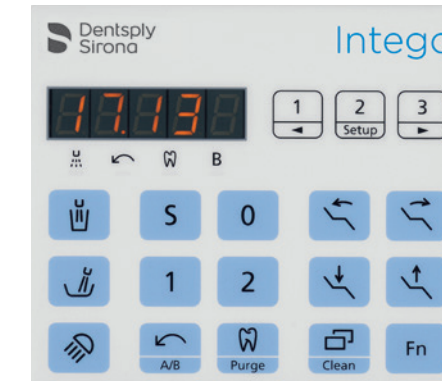 Dentsply
Sirona
Intego
17.13
1
2
Setup
3
B
S
0
1
2
A/B
Purge
Clean
Fn